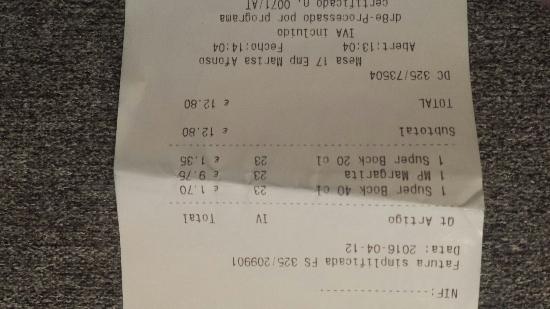 NIF:--------------------
Fatura simplificada FS 325/209901
Data: 2016-04-12
Qt Artigo IV Total
1 Super Bock 40 cl 23 € 1.70
1 MP Margarita 23 € 9.75
1 Super Bock 20 cl 23 € 1.35
Subtotal € 12.80
TOTAL € 12.80
DC 325/73504
Mesa 17 Emp Marisa Afonso
Abert:13:04 Fecho:14:04
IVA incluido
dr8e-Processado por programa
certificado n. 0071/AT